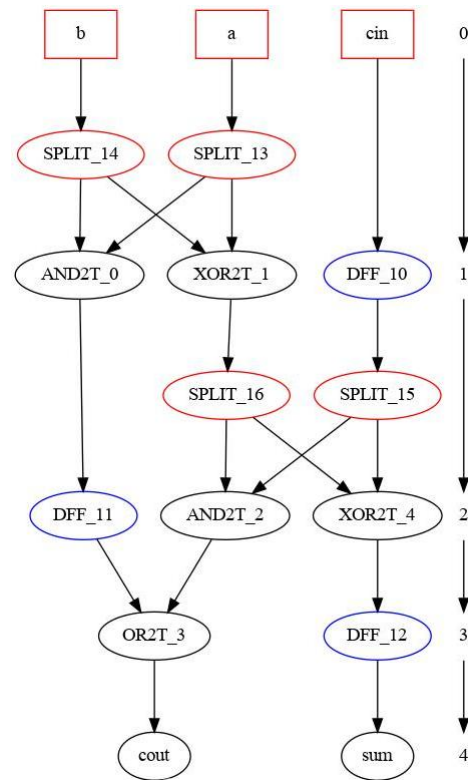 b a cin 0
SPLIT_14 SPLIT_13
AND2T_0 XOR2T_1 DFF_10 1
SPLIT_16 SPLIT_15
DFF_11 AND2T_2 XOR2T_4 2
OR2T_3 DFF_12 3
cout sum 4